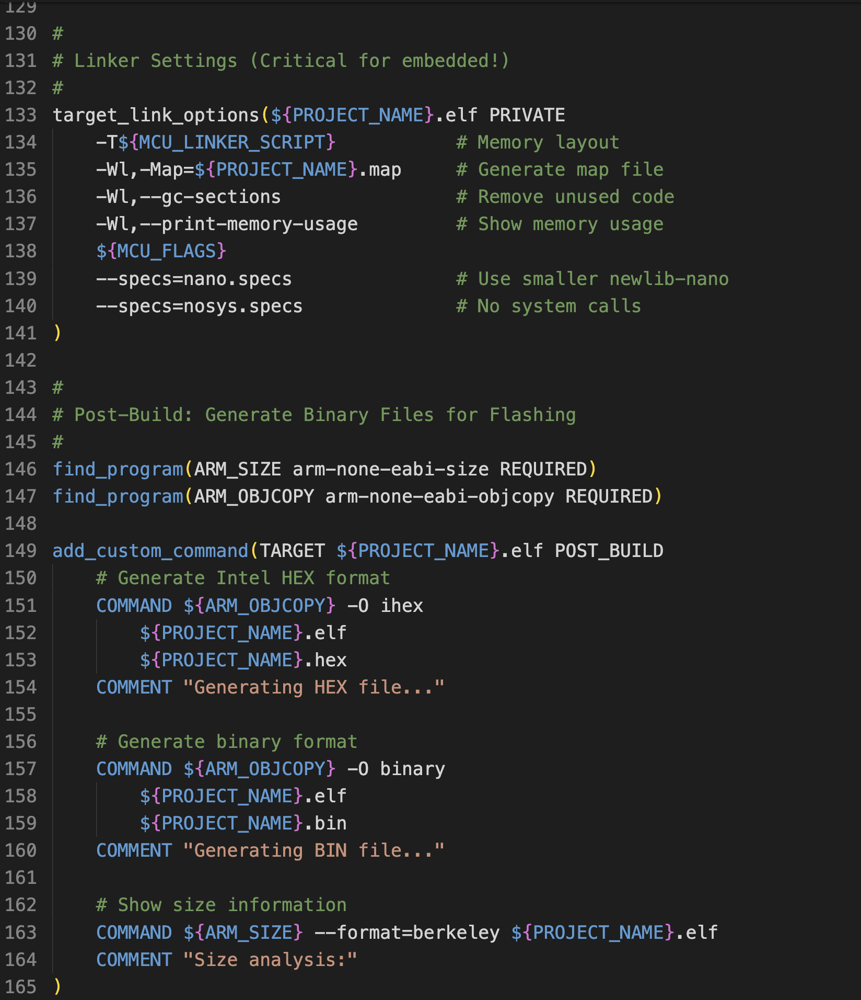 129
130 #
131 # Linker Settings (Critical for embedded!)
132 #
133 target_link_options(${PROJECT_NAME}.elf PRIVATE
134     -T${MCU_LINKER_SCRIPT}           # Memory layout
135     -Wl,-Map=${PROJECT_NAME}.map     # Generate map file
136     -Wl,--gc-sections                # Remove unused code
137     -Wl,--print-memory-usage         # Show memory usage
138     ${MCU_FLAGS}
139     --specs=nano.specs               # Use smaller newlib-nano
140     --specs=nosys.specs              # No system calls
141 )
142
143 #
144 # Post-Build: Generate Binary Files for Flashing
145 #
146 find_program(ARM_SIZE arm-none-eabi-size REQUIRED)
147 find_program(ARM_OBJCOPY arm-none-eabi-objcopy REQUIRED)
148
149 add_custom_command(TARGET ${PROJECT_NAME}.elf POST_BUILD
150     # Generate Intel HEX format
151     COMMAND ${ARM_OBJCOPY} -O ihex
152         ${PROJECT_NAME}.elf
153         ${PROJECT_NAME}.hex
154     COMMENT "Generating HEX file..."
155
156     # Generate binary format
157     COMMAND ${ARM_OBJCOPY} -O binary
158         ${PROJECT_NAME}.elf
159         ${PROJECT_NAME}.bin
160     COMMENT "Generating BIN file..."
161
162     # Show size information
163     COMMAND ${ARM_SIZE} --format=berkeley ${PROJECT_NAME}.elf
164     COMMENT "Size analysis:"
165 )